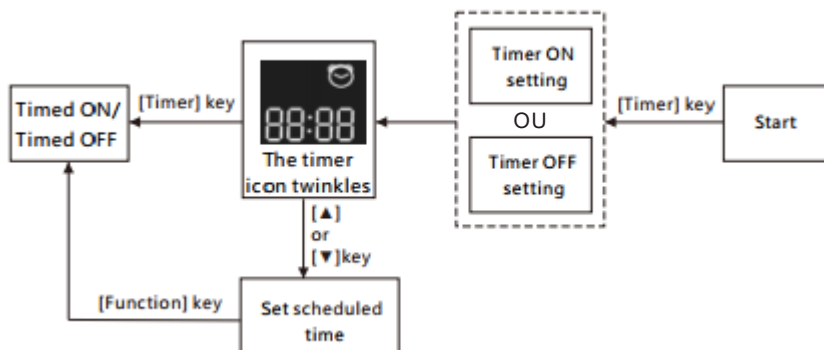 Timer ON
setting
[Timer] key
Timed ON/
Timed OFF
[Timer] key
88:88
OU
Start
The timer
icon twinkles
Timer OFF
setting
[▲]
or
[▼]key
[Function] key
Set scheduled
time